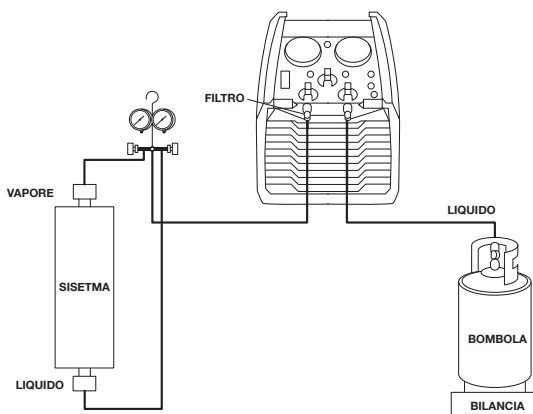 FILTRO
VAPORE
LIQUIDO
SISETMA
BOMBOLA
LIQUIDO
BILANCIA